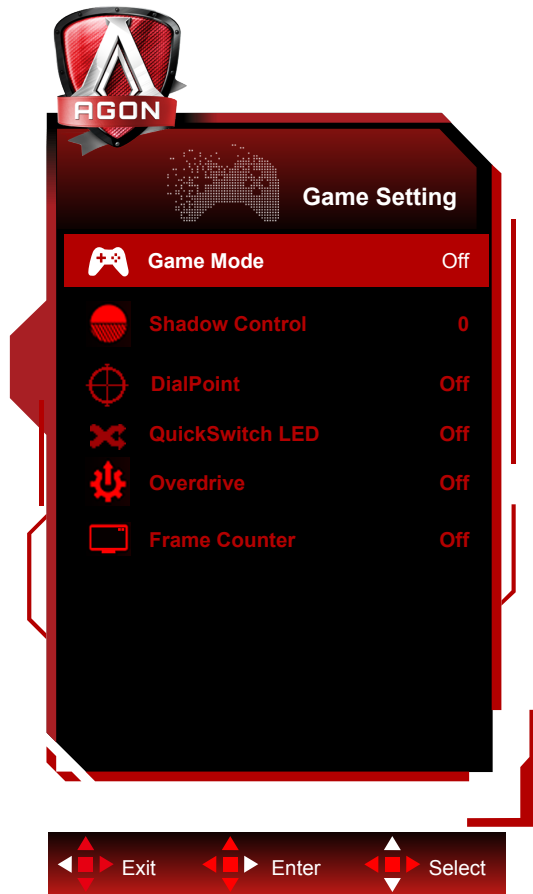 AGON
Game Setting
Game Mode Off
Shadow Control 0
DialPoint Off
QuickSwitch LED Off
Overdrive Off
Frame Counter Off
Exit Enter Select